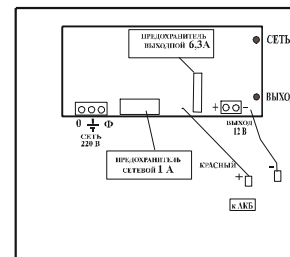 ПРЕДОХРАНИТЕЛЬ
ВЫХОДНОЙ 6,3А
СЕТЬ
ВЫХО
+ -
0 Ф
СЕТЬ
220 В
ВЫХОД
12 В
ПРЕДОХРАНИТЕЛЬ
СЕТЕВОЙ 1 А
КРАСНЫЙ
+ -
к АКБ